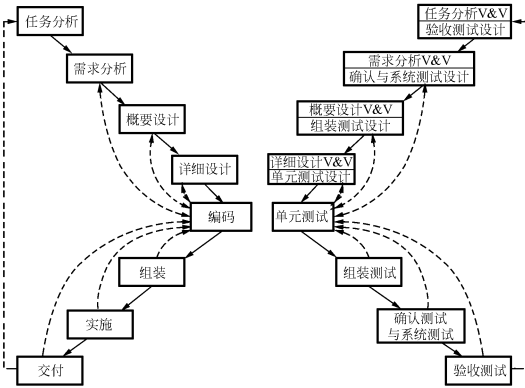 任务分析
需求分析
概要设计
详细设计
编码
组装
实施
交付
任务分析V&V
验收测试设计
需求分析V&V
确认与系统测试设计
概要设计V&V
组装测试设计
详细设计V&V
单元测试设计
单元测试
组装测试
确认测试
与系统测试
验收测试